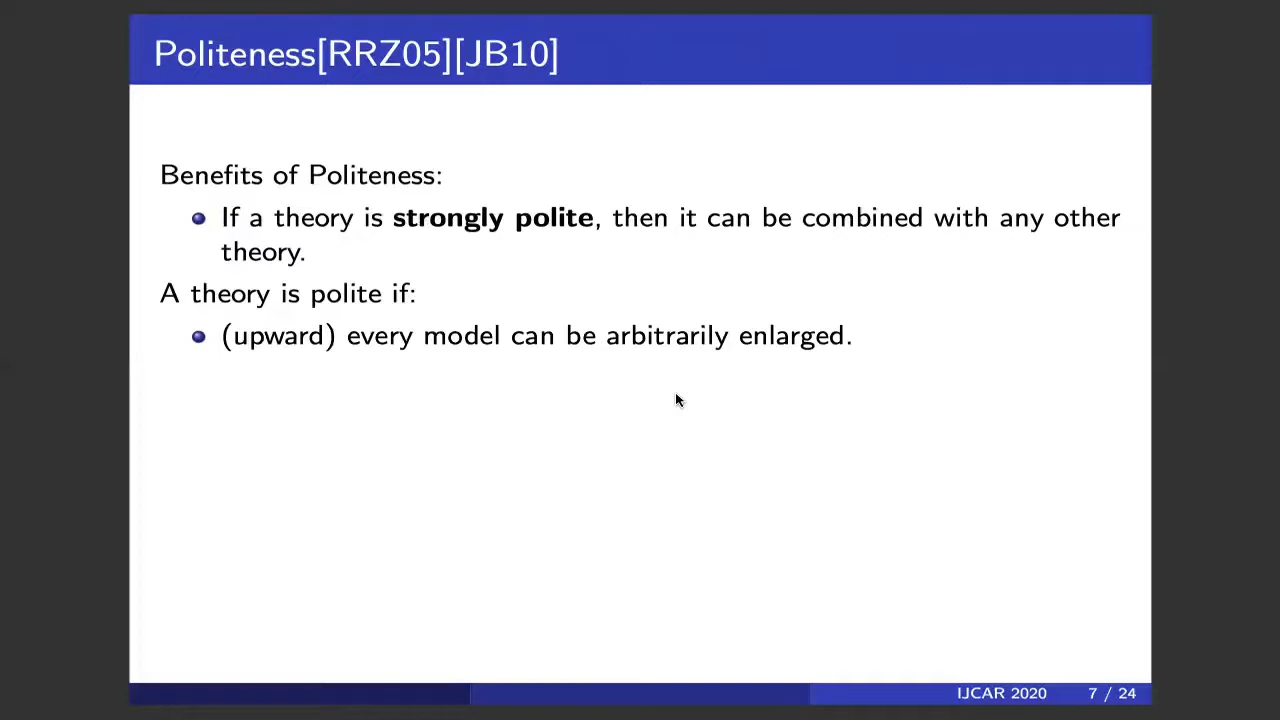 Politeness[RRZ05][JB10]
Benefits of Politeness:
If a theory is strongly polite, then it can be combined with any other
theory.
A theory is polite if:
(upward) every model can be arbitrarily enlarged.
IJCAR 2020 7 / 24